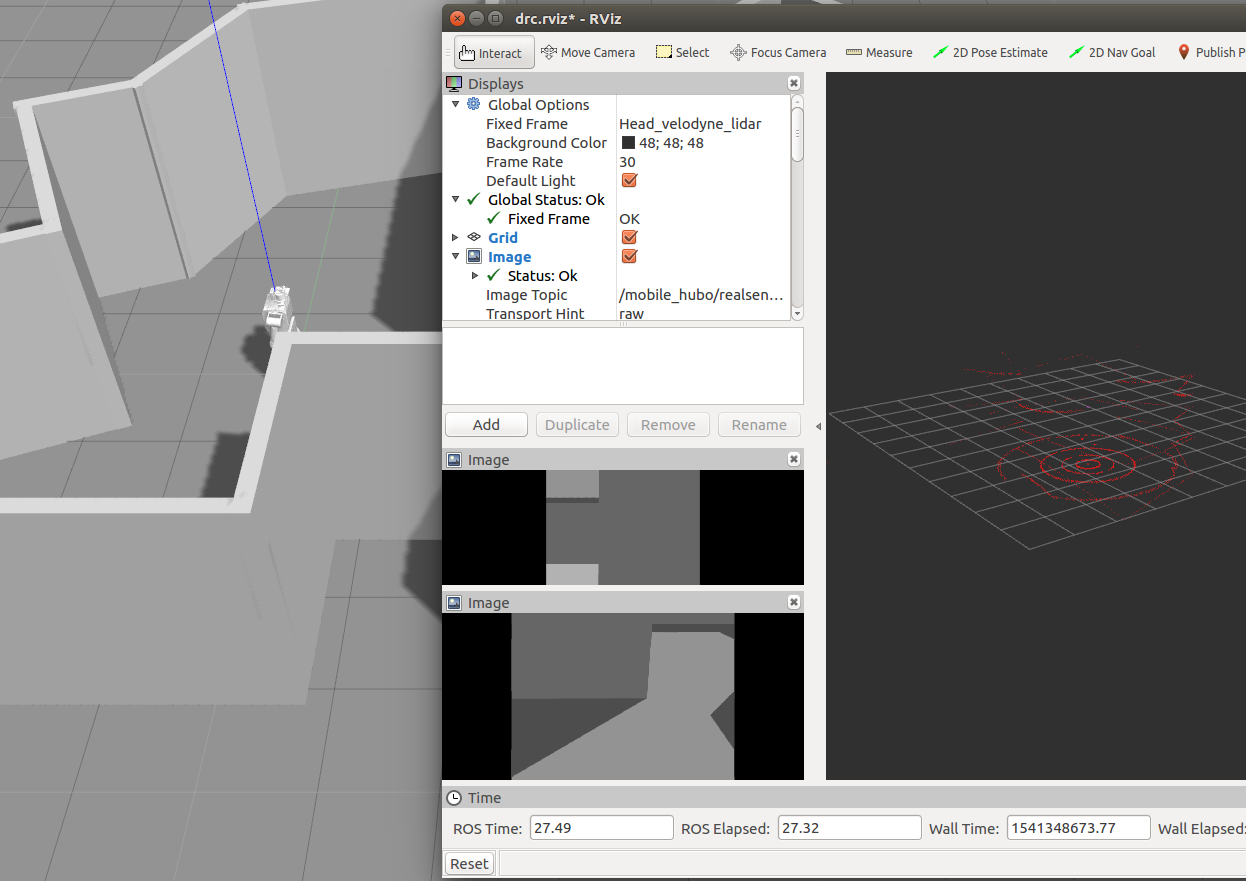 drc.rviz* - RViz
Interact Move Camera Select Focus Camera Measure 2D Pose Estimate 2D Nav Goal Publish P
Displays
Global Options
Fixed Frame Head_velodyne_lidar
Background Color 48; 48; 48
Frame Rate 30
Default Light
Global Status: Ok
Fixed Frame OK
Grid
Image
Status: Ok
Image Topic /mobile_hubo/realsen...
Transport Hint raw
Add Duplicate Remove Rename
Image
Image
Time
ROS Time: 27.49 ROS Elapsed: 27.32 Wall Time: 1541348673.77 Wall Elapsed:
Reset